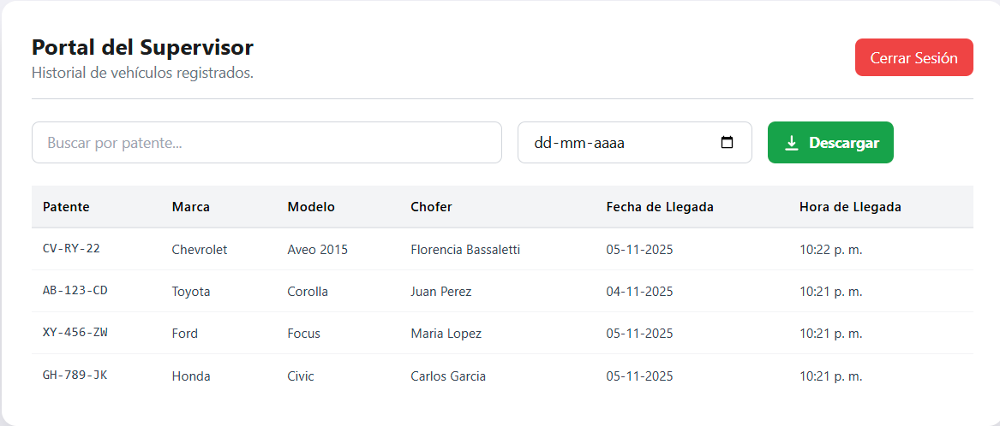 Portal del Supervisor
Historial de vehículos registrados.
Cerrar Sesión
Buscar por patente...
dd-mm-aaaa
Descargar
Patente Marca Modelo Chofer Fecha de Llegada Hora de Llegada
CV-RY-22 Chevrolet Aveo 2015 Florencia Bassaletti 05-11-2025 10:22 p. m.
AB-123-CD Toyota Corolla Juan Perez 04-11-2025 10:21 p. m.
XY-456-ZW Ford Focus Maria Lopez 05-11-2025 10:21 p. m.
GH-789-JK Honda Civic Carlos Garcia 05-11-2025 10:21 p. m.